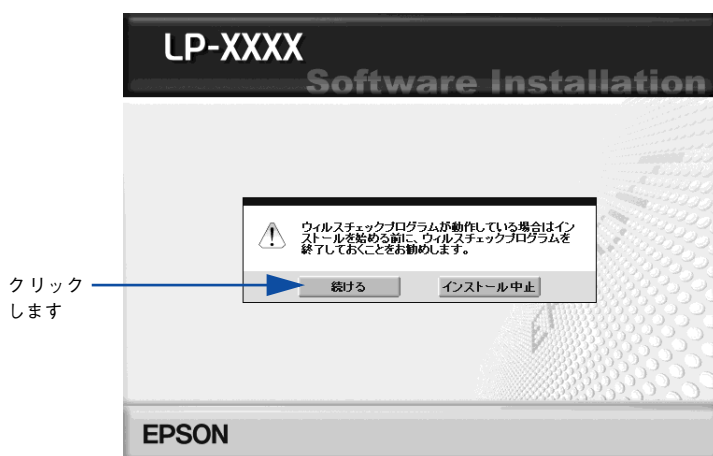 LP-XXXX
Software Installation
ウィルスチェックプログラムが動作している場合はイン
ストールを始める前に、ウィルスチェックプログラムを
終了しておくことをお勧めします。
クリック
します
続ける
インストール中止
EPSON